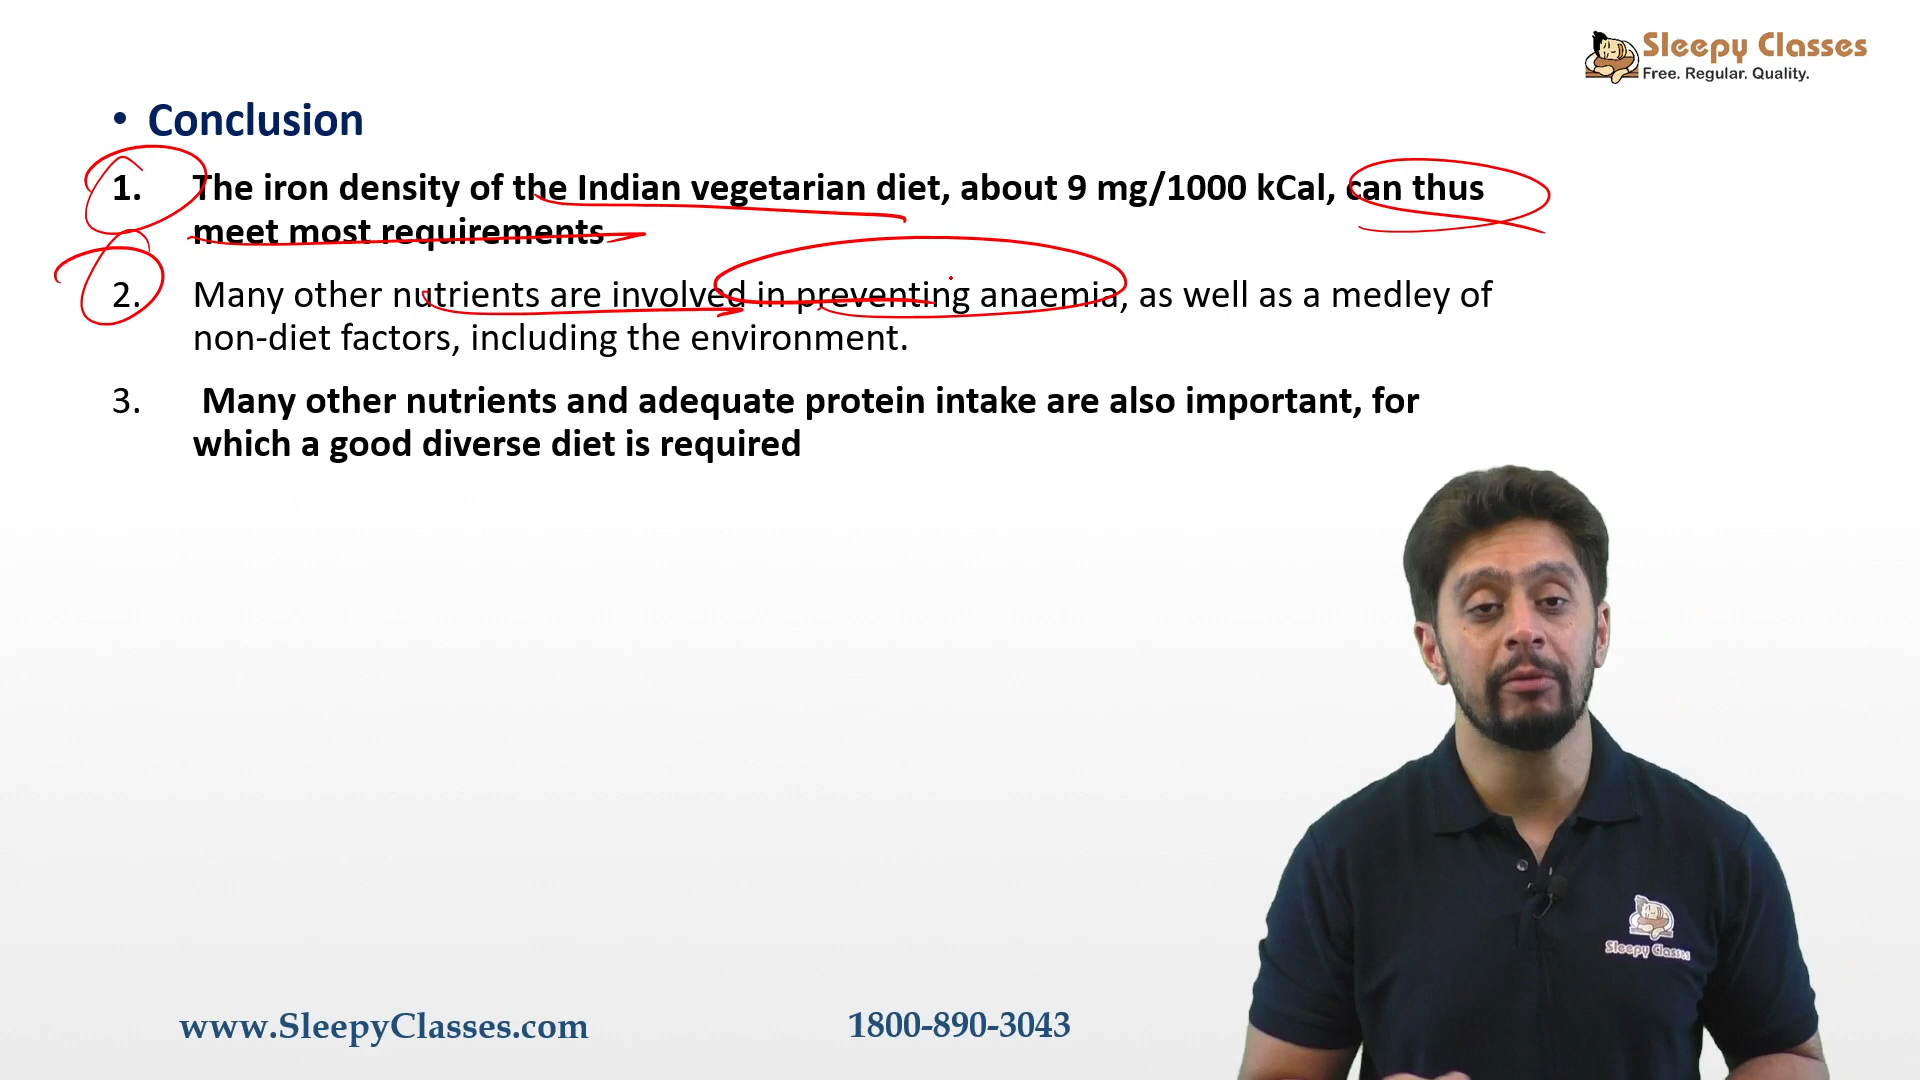 Sleepy Classes
Free. Regular. Quality.
• Conclusion
1. The iron density of the Indian vegetarian diet, about 9 mg/1000 kCal, can thus
meet most requirements
2. Many other nutrients are involved in preventing anaemia, as well as a medley of
non-diet factors, including the environment.
3. Many other nutrients and adequate protein intake are also important, for
which a good diverse diet is required
Sleepy Classes
www.SleepyClasses.com 1800-890-3043